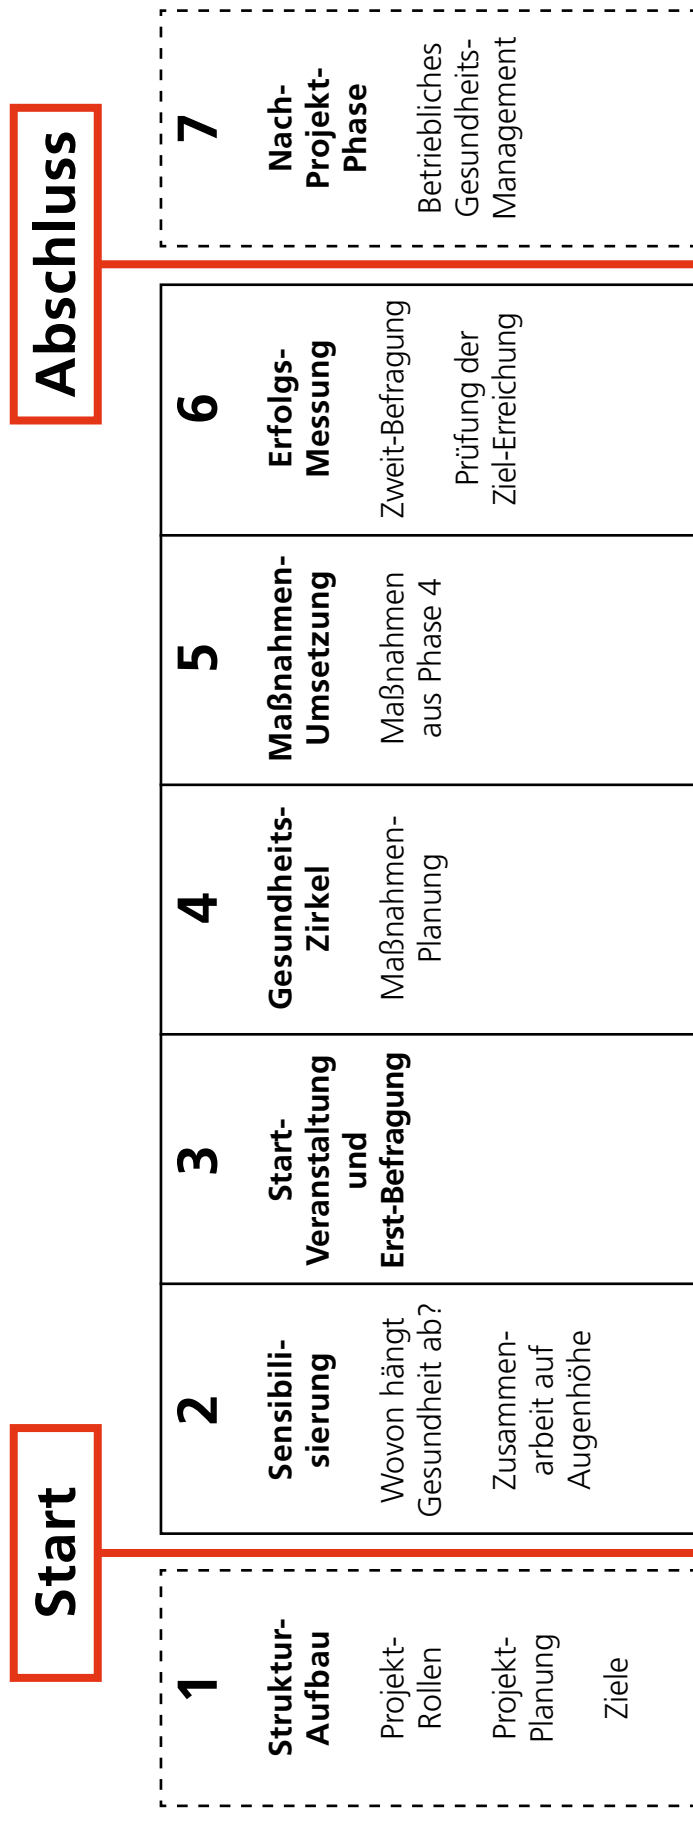 Start
Abschluss
1
Struktur-
Aufbau
Projekt-
Rollen
Projekt-
Planung
Ziele
2
Sensibili-
sierung
Wovon hängt
Gesundheit ab?
Zusammen-
arbeit auf
Augenhöhe
3
Start-
Veranstaltung
und
Erst-Befragung
4
Gesundheits-
Zirkel
Maßnahmen-
Planung
5
Maßnahmen-
Umsetzung
Maßnahmen
aus Phase 4
6
Erfolgs-
Messung
Zweit-Befragung
Prüfung der
Ziel-Erreichung
7
Nach-
Projekt-
Phase
Betriebliches
Gesundheits-
Management